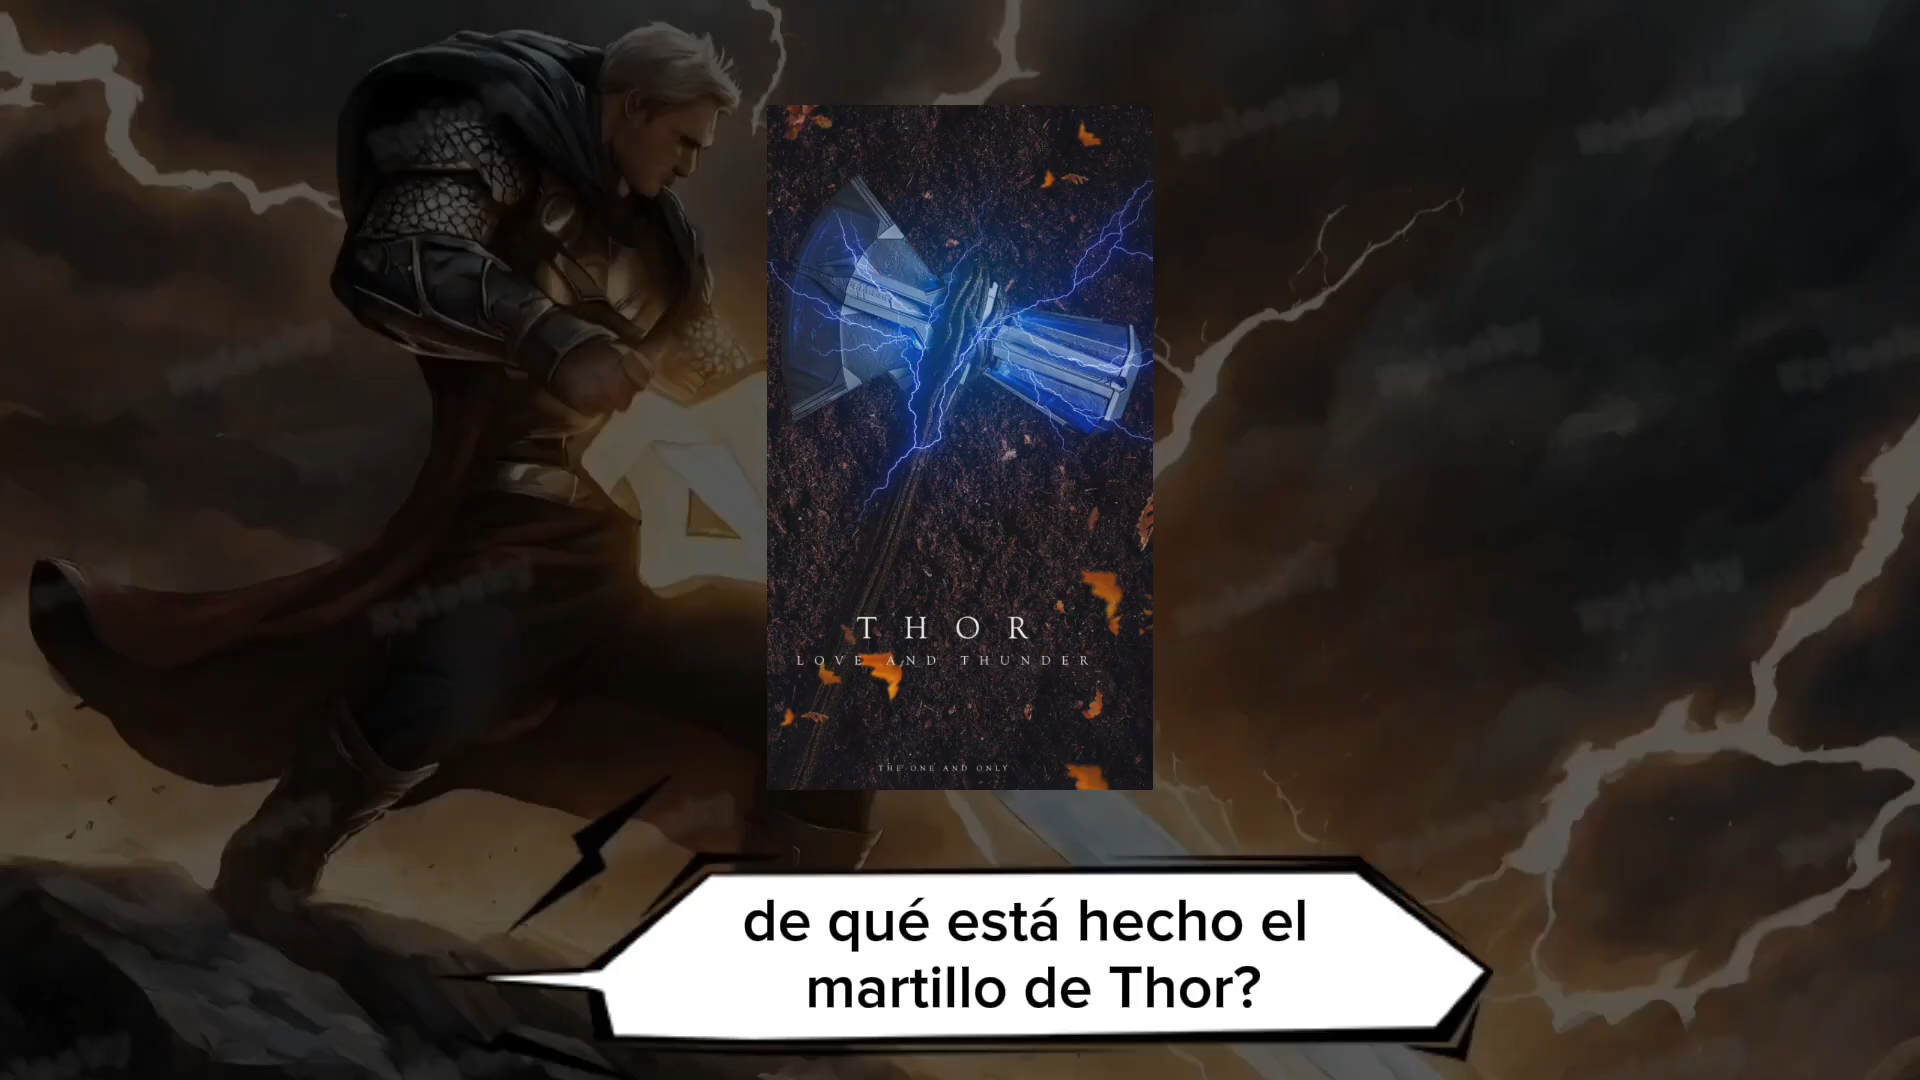 THOR
LOVE AND THUNDER
THE ONE AND ONLY
de qué está hecho el
martillo de Thor?